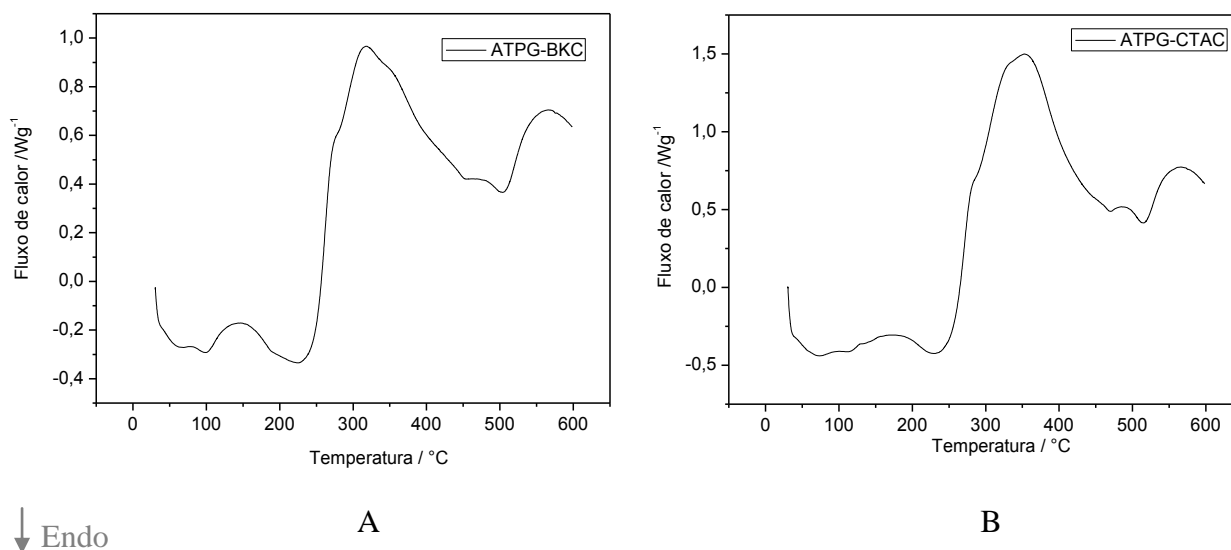 ATPG-BKC
1,0
0,8
0,6
0,4
0,2
0,0
-0,2
-0,4
Fluxo de calor /Wg⁻¹
0 100 200 300 400 500 600
Temperatura / °C
ATPG-CTAC
1,5
1,0
0,5
0,0
-0,5
Fluxo de calor /Wg⁻¹
0 100 200 300 400 500 600
Temperatura / °C
A
B
Endo